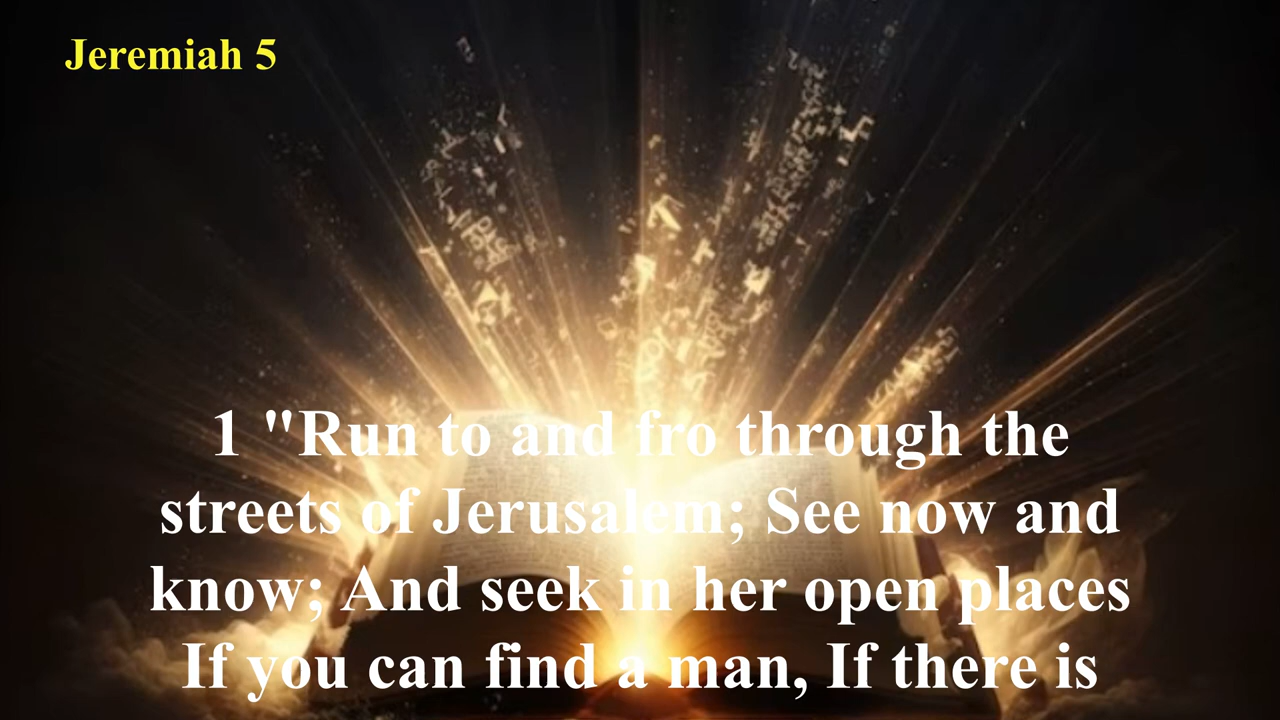 Jeremiah 5
1 "Run to and fro through the
streets of Jerusalem; See now and
know; And seek in her open places
If you can find a man, If there is